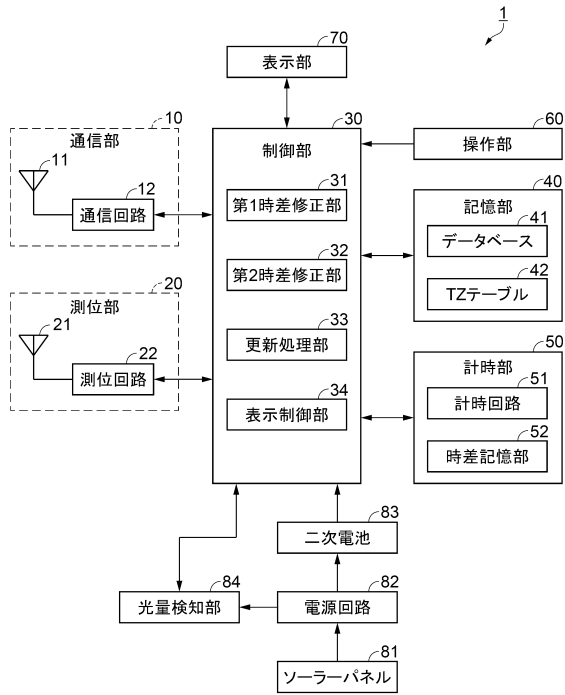 1
70
表示部
10
通信部
11
12
通信回路
30
制御部
31
第1時差修正部
32
第2時差修正部
33
更新処理部
34
表示制御部
60
操作部
40
記憶部
41
データベース
42
TZテーブル
20
測位部
21
22
測位回路
50
計時部
51
計時回路
52
時差記憶部
83
二次電池
84
光量検知部
82
電源回路
81
ソーラーパネル